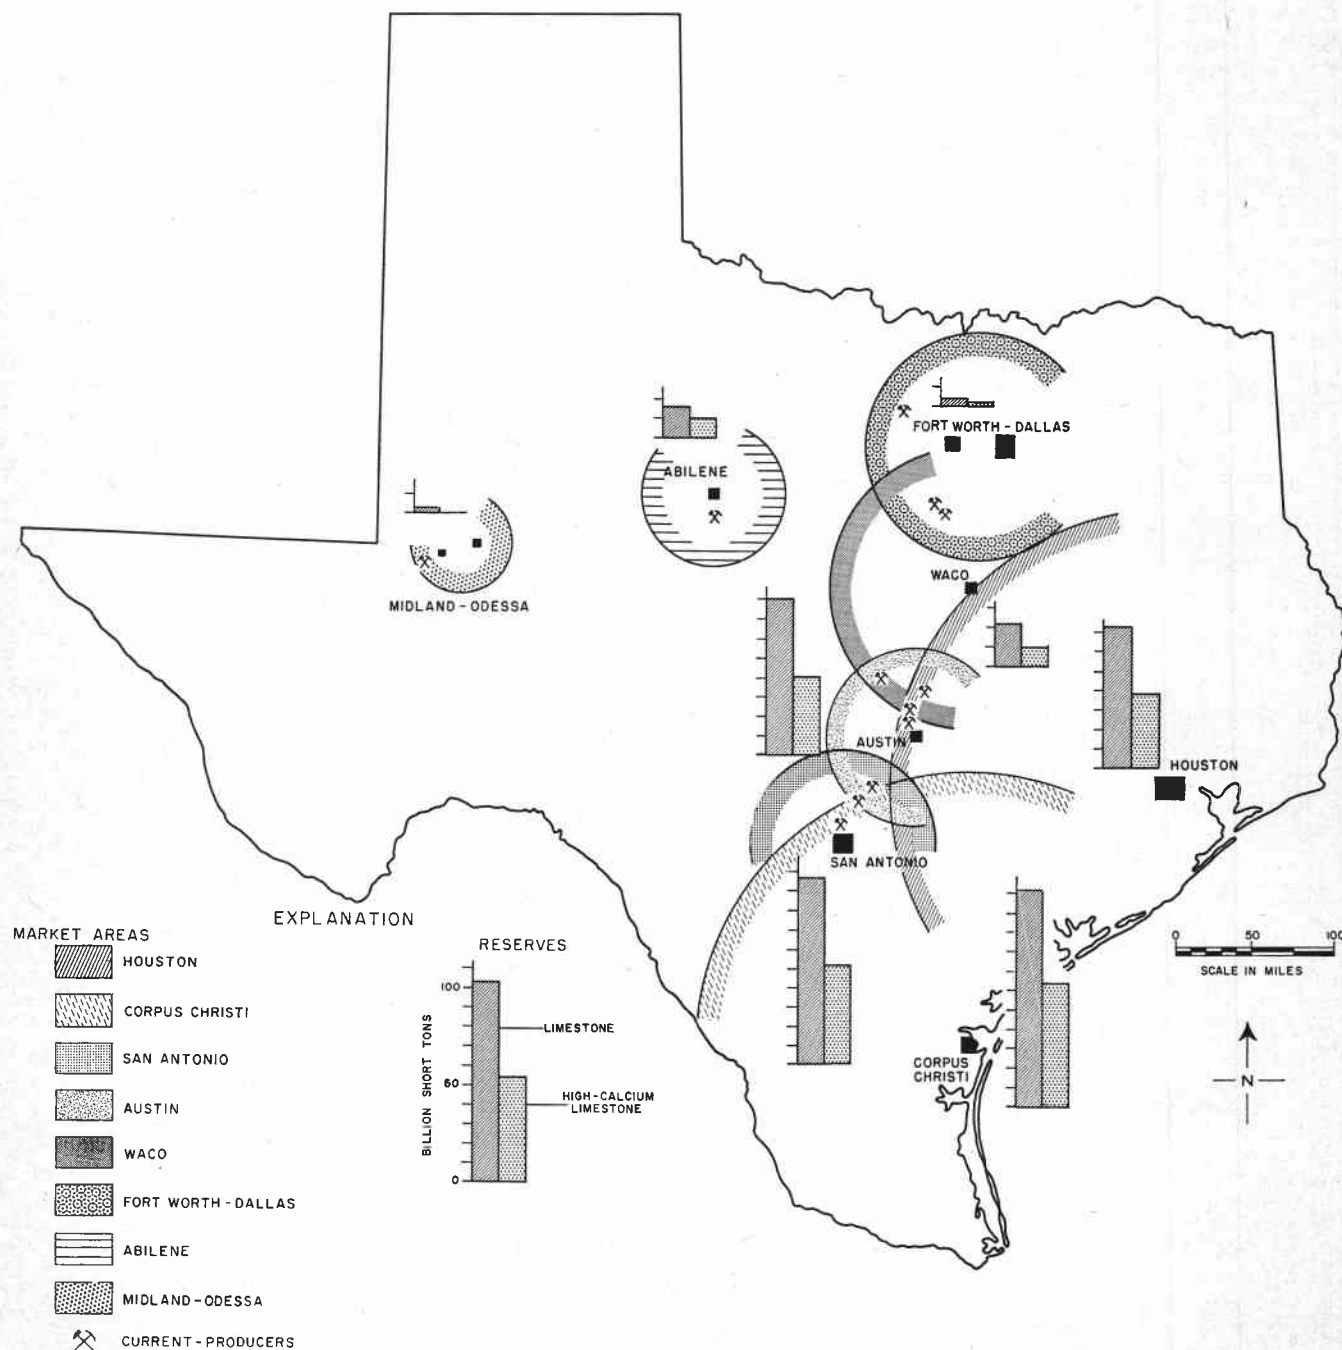 FORT WORTH - DALLAS
ABILENE
MIDLAND - ODESSA
WACO
AUSTIN
HOUSTON
SAN ANTONIO
CORPUS
CHRISTI
0 50 100
SCALE IN MILES
N
EXPLANATION
MARKET AREAS
HOUSTON
CORPUS CHRISTI
SAN ANTONIO
AUSTIN
WACO
FORT WORTH - DALLAS
ABILENE
MIDLAND - ODESSA
CURRENT - PRODUCERS
RESERVES
BILLION SHORT TONS
100
50
0
LIMESTONE
HIGH-CALCIUM
LIMESTONE